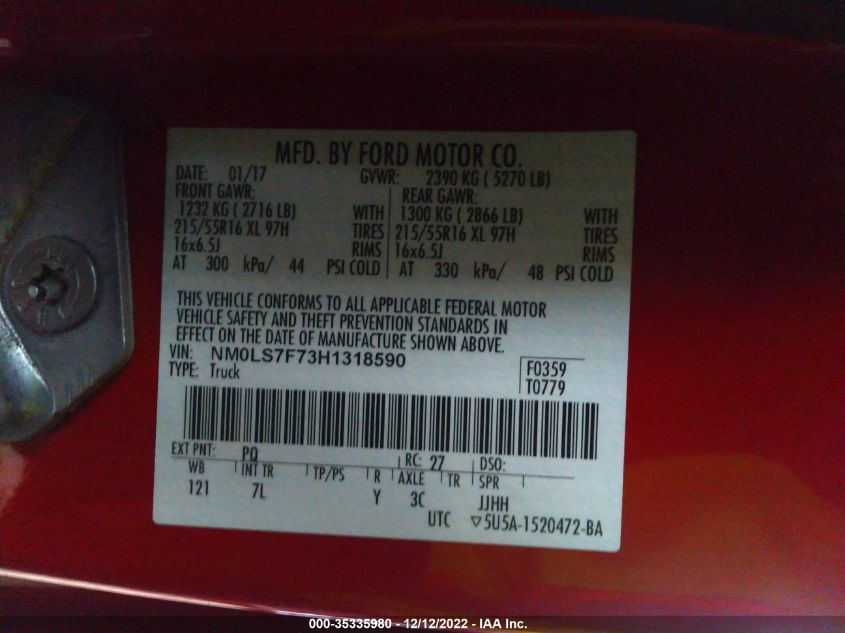 MFD. BY FORD MOTOR CO.
DATE: 01/17 GVWR: 2390 KG ( 5270 LB)
FRONT GAWR: REAR GAWR:
1232 KG ( 2716 LB) WITH 1300 KG ( 2866 LB) WITH
215/55R16 XL 97H TIRES 215/55R16 XL 97H TIRES
16x6.5J RIMS 16x6.5J RIMS
AT 300 kPa/ 44 PSI COLD AT 330 kPa/ 48 PSI COLD
THIS VEHICLE CONFORMS TO ALL APPLICABLE FEDERAL MOTOR
VEHICLE SAFETY AND THEFT PREVENTION STANDARDS IN
EFFECT ON THE DATE OF MANUFACTURE SHOWN ABOVE.
VIN: NM0LS7F73H1318590 F0359
TYPE: Truck T0779
EXT PNT: PQ RC: 27 DSO:
WB INT TR TP/PS R AXLE TR SPR
121 7L Y 3C JJHH
UTC ▽5U5A-1520472-BA
000-35335980 - 12/12/2022 - IAA Inc.